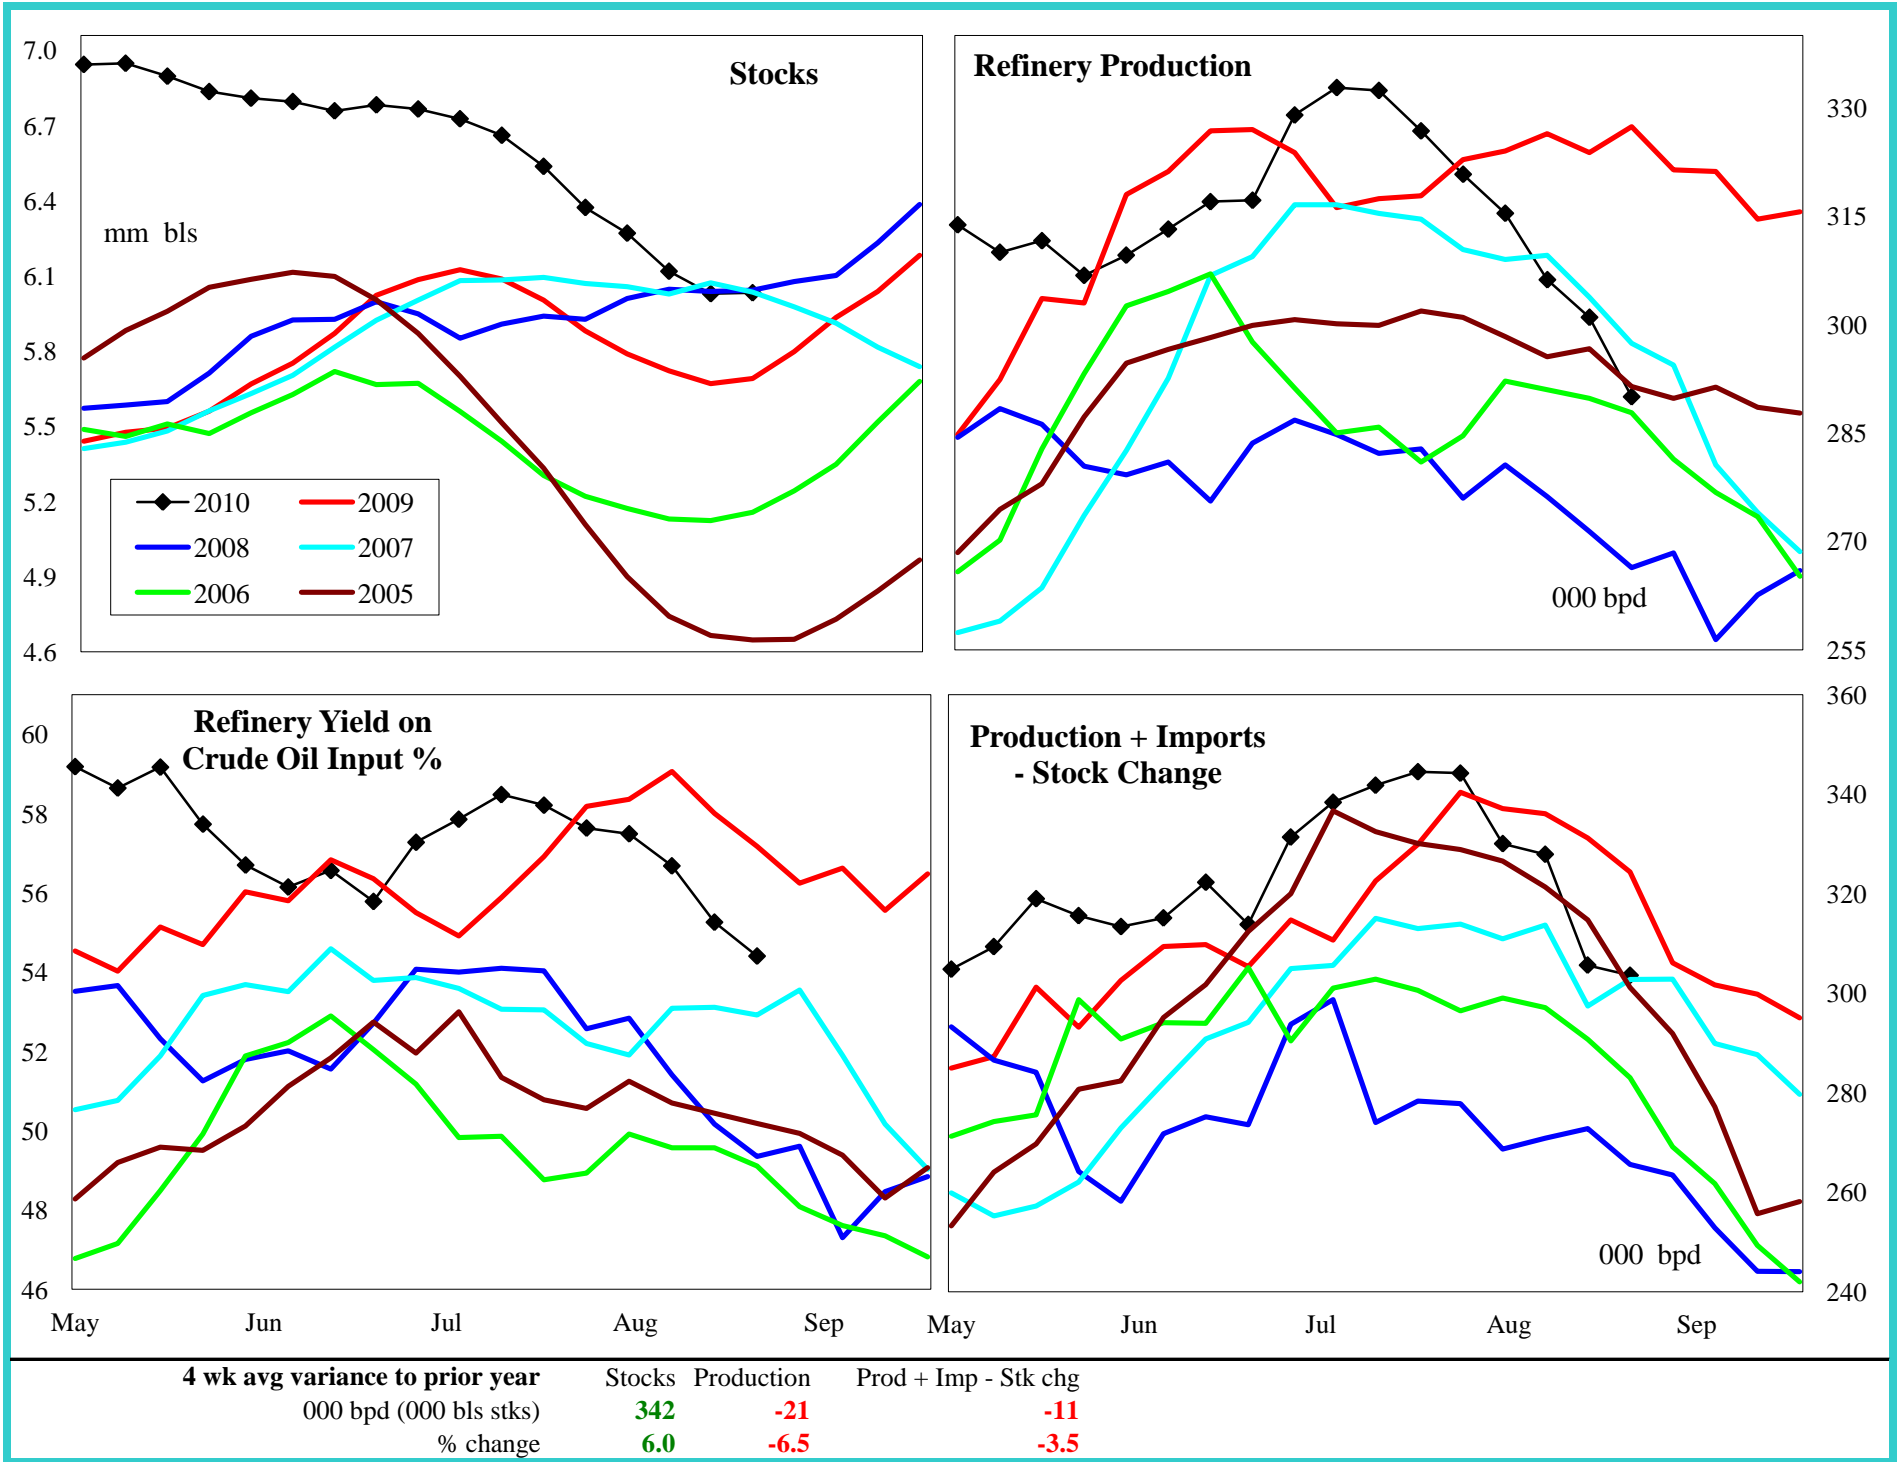 Stocks
7.0
6.7
6.4
6.1
5.8
5.5
5.2
4.9
4.6
mm bls
2010 2009
2008 2007
2006 2005
Refinery Production
330
315
300
285
270
255
000 bpd
Refinery Yield on
Crude Oil Input %
60
58
56
54
52
50
48
46
May Jun Jul Aug Sep
Production + Imports
- Stock Change
360
340
320
300
280
260
240
000 bpd
May Jun Jul Aug Sep
4 wk avg variance to prior year Stocks Production Prod + Imp - Stk chg
000 bpd (000 bls stks) 342 -21 -11
% change 6.0 -6.5 -3.5